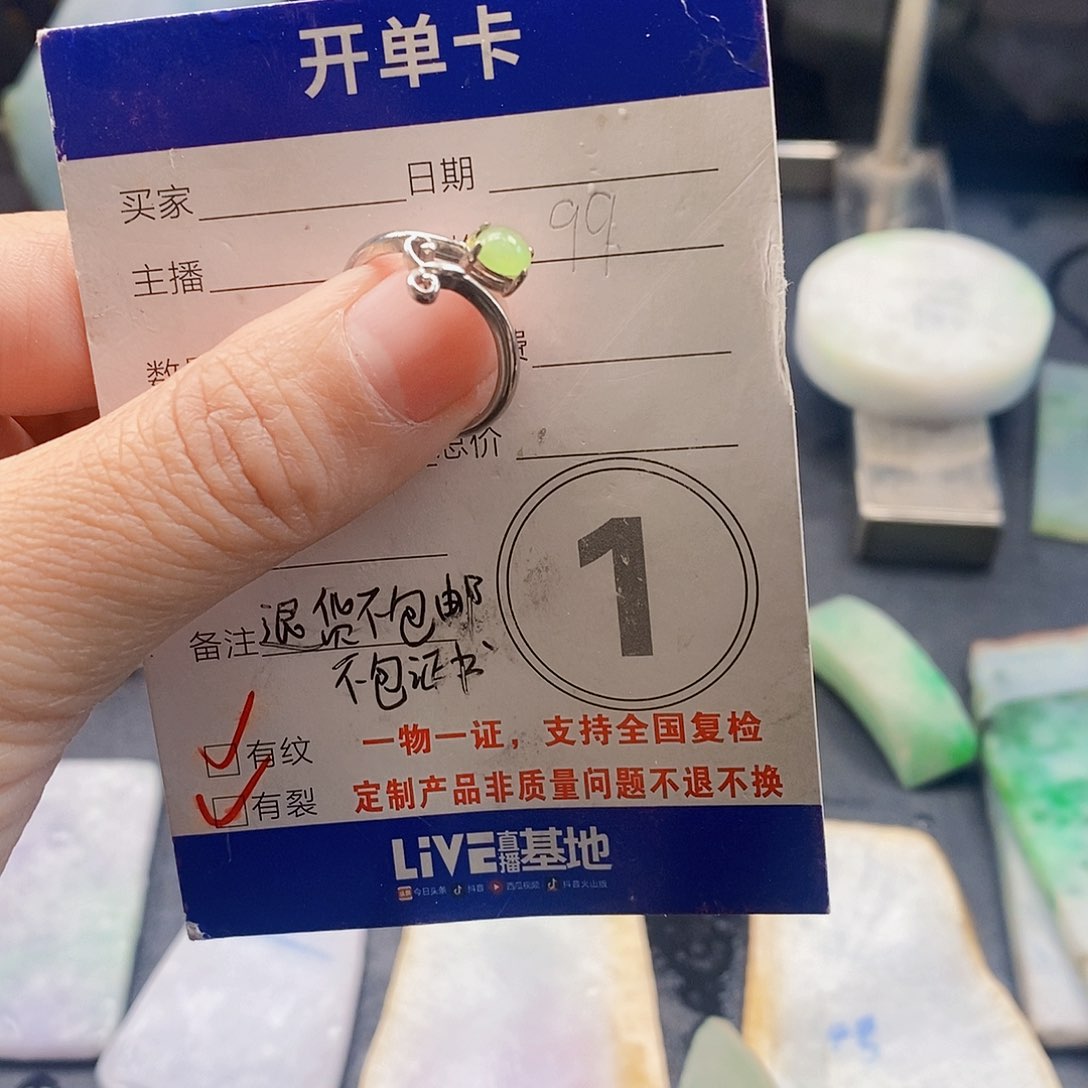 开单卡
买家
日期
99
主播
数
费
总价
1
备注 退货不包邮
不包证书
有纹
一物一证，支持全国复检
有裂
定制产品非质量问题不退不换
LiVE直播基地
今日头条 抖音 西瓜视频 抖音火山版